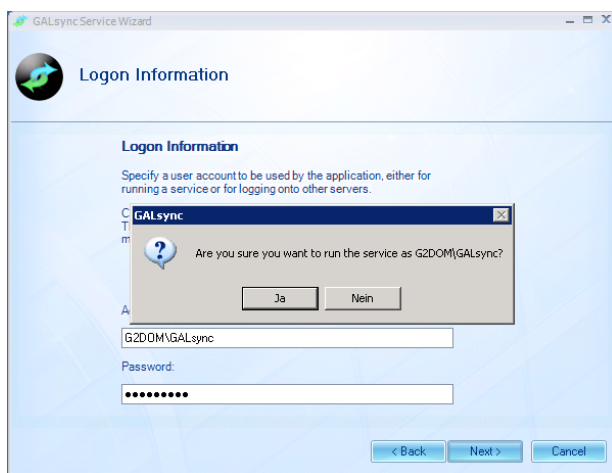 GALsync Service Wizard
Logon Information
Logon Information
Specify a user account to be used by the application, either for
running a service or for logging onto other servers.
GALsync
Are you sure you want to run the service as G2DOM\GALsync?
Ja
Nein
G2DOM\GALsync
Password:
•••••••••
< Back
Next >
Cancel